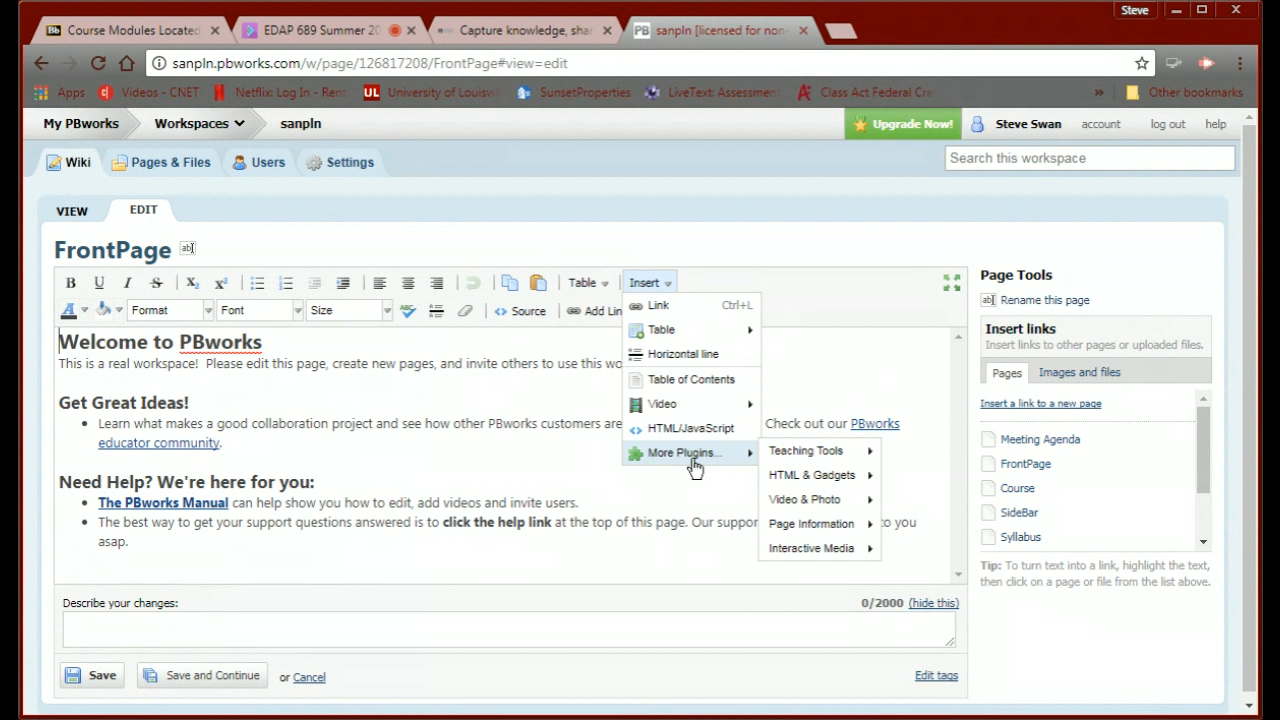 Steve
Course Modules Located
EDAP 689 Summer 20
Capture knowledge, shar
PB sanpln [licensed for non-
sanpln.pbworks.com/w/page/126817208/FrontPage#view=edit
Apps
Videos - CNET
Netflix: Log In - Rent
UL University of Louisvil
SunsetProperties
LiveText: Assessment
Class Act Federal Cre
»
Other bookmarks
My PBworks
Workspaces
sanpln
Upgrade Now!
Steve Swan
account
log out
help
Wiki
Pages & Files
Users
Settings
Search this workspace
VIEW
EDIT
FrontPage
B U I S X₂ X² Table Insert
Format
Font
Size
Source
Add Lin
Link Ctrl+L
Table
Horizontal line
Table of Contents
Video
HTML/JavaScript
More Plugins...
Teaching Tools
HTML & Gadgets
Video & Photo
Page Information
Interactive Media
Welcome to PBworks
This is a real workspace! Please edit this page, create new pages, and invite others to use this wo
Get Great Ideas!
Learn what makes a good collaboration project and see how other PBworks customers are Check out our PBworks
educator community.
Need Help? We're here for you:
The PBworks Manual can help show you how to edit, add videos and invite users.
The best way to get your support questions answered is to click the help link at the top of this page. Our suppor to you
asap.
Describe your changes:
0/2000 (hide this)
Save
Save and Continue
or Cancel
Edit tags
Page Tools
Rename this page
Insert links
Insert links to other pages or uploaded files.
Pages
Images and files
Insert a link to a new page
Meeting Agenda
FrontPage
Course
SideBar
Syllabus
Tip: To turn text into a link, highlight the text,
then click on a page or file from the list above.